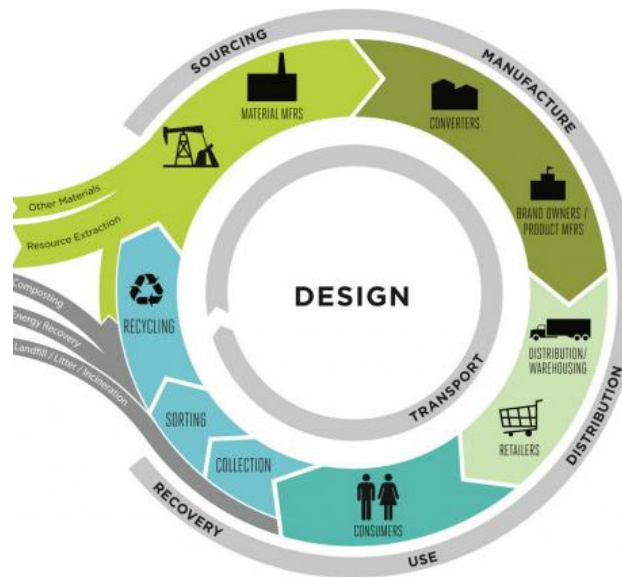 SOURCING
MANUFACTURE
MATERIAL MFRS
CONVERTERS
BRAND OWNERS /
PRODUCT MFRS
Other Materials
Resource Extraction
Composting
Energy Recovery
Landfill / Litter / Incineration
RECYCLING
DESIGN
TRANSPORT
DISTRIBUTION/
WAREHOUSING
RETAILERS
DISTRIBUTION
SORTING
COLLECTION
CONSUMERS
RECOVERY
USE